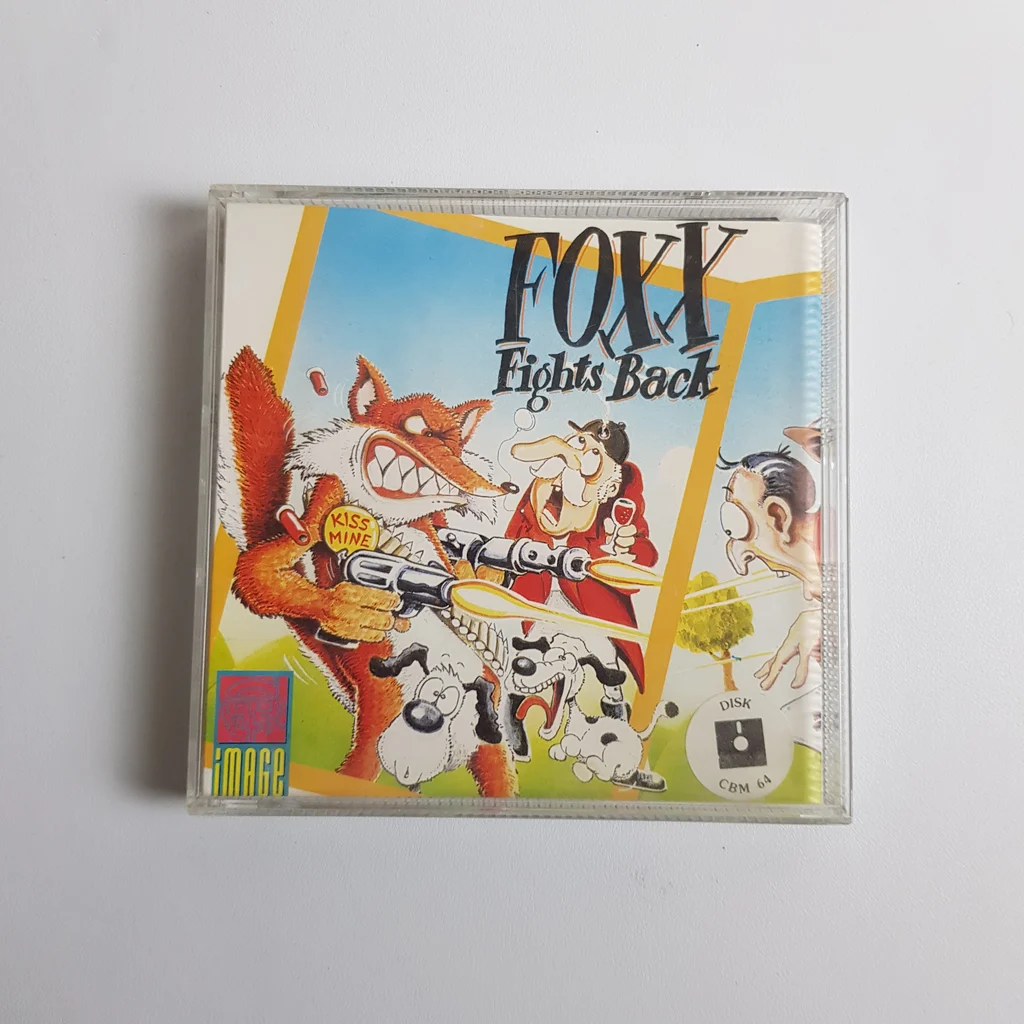 FOXX
Fights Back
KISS
MINE
DISK
CBM 64
iMAGE